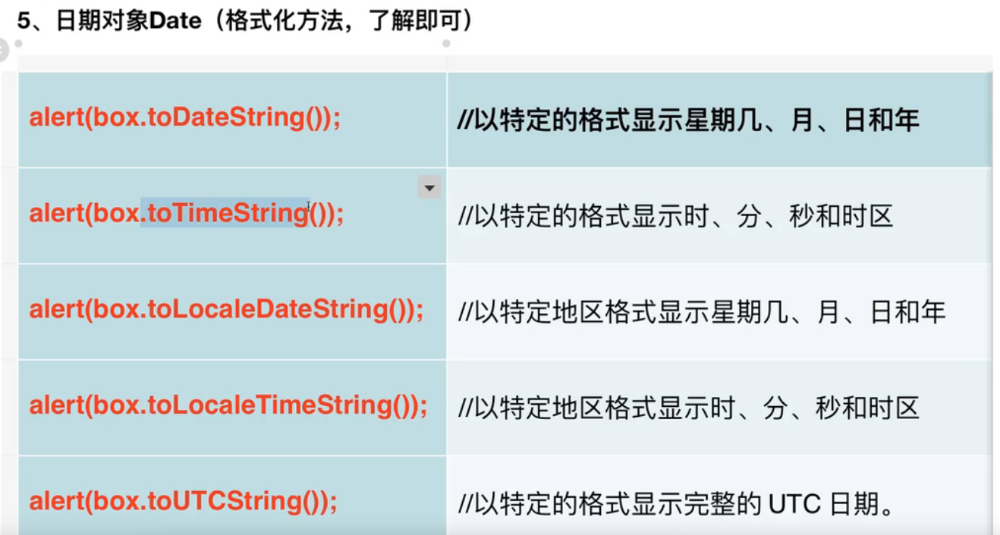 5、日期对象Date（格式化方法，了解即可）
alert(box.toDateString()); //以特定的格式显示星期几、月、日和年
alert(box.toTimeString()); //以特定的格式显示时、分、秒和时区
alert(box.toLocaleDateString()); //以特定地区格式显示星期几、月、日和年
alert(box.toLocaleTimeString()); //以特定地区格式显示时、分、秒和时区
alert(box.toUTCString()); //以特定的格式显示完整的 UTC 日期。